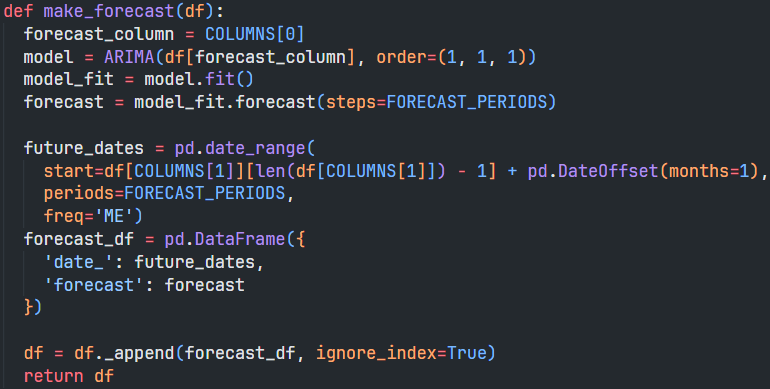 def make_forecast(df):
  forecast_column = COLUMNS[0]
  model = ARIMA(df[forecast_column], order=(1, 1, 1))
  model_fit = model.fit()
  forecast = model_fit.forecast(steps=FORECAST_PERIODS)

  future_dates = pd.date_range(
    start=df[COLUMNS[1]][len(df[COLUMNS[1]]) - 1] + pd.DateOffset(months=1),
    periods=FORECAST_PERIODS,
    freq='ME')
  forecast_df = pd.DataFrame({
    'date_': future_dates,
    'forecast': forecast
  })

  df = df._append(forecast_df, ignore_index=True)
  return df